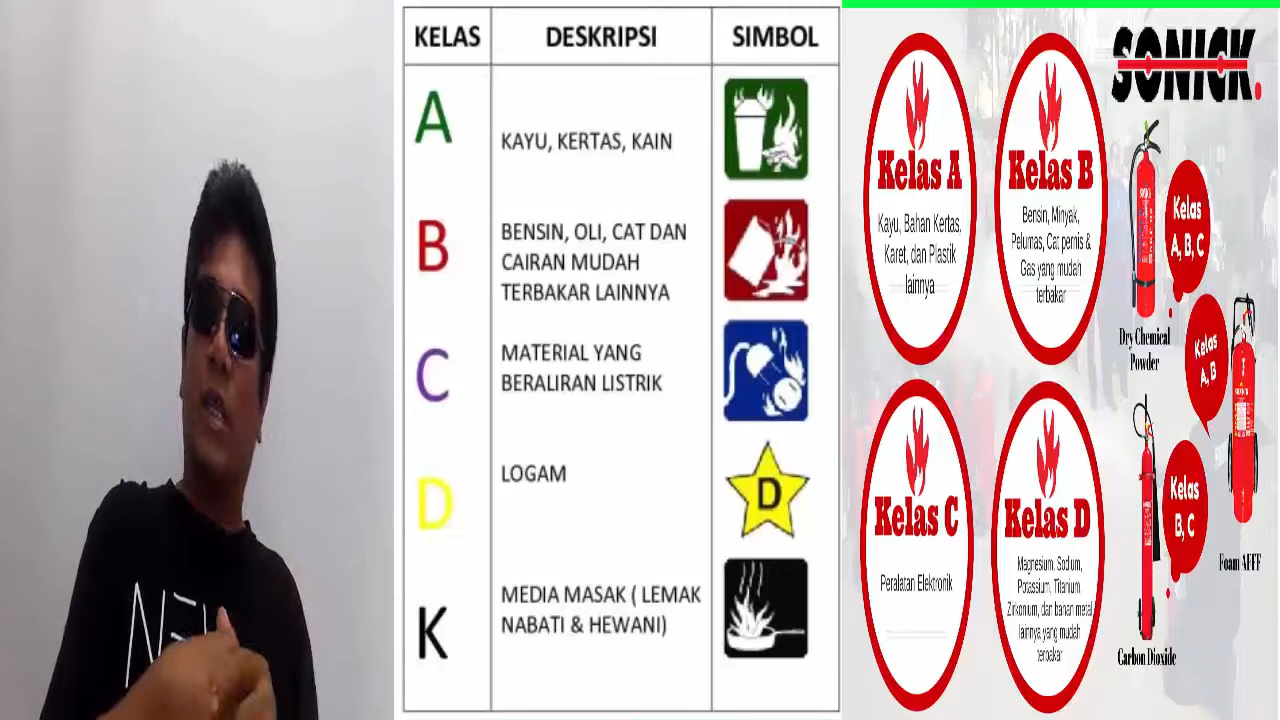 KELAS DESKRIPSI SIMBOL
A
KAYU, KERTAS, KAIN
B
BENSIN, OLI, CAT DAN
CAIRAN MUDAH
TERBAKAR LAINNYA
C
MATERIAL YANG
BERALIRAN LISTRIK
D
LOGAM
D
K
MEDIA MASAK ( LEMAK
NABATI & HEWANI)
SONICK.
Kelas A
Kayu, Bahan Kertas,
Karet, dan Plastik
lainnya
Kelas B
Bensin, Minyak,
Pelumas, Cat pernis &
Gas yang mudah
terbakar
Kelas C
Peralatan Elektronik
Kelas D
Magnesium, Sodium,
Potassium, Titanium
Zirkonium, dan bahan metal
lainnya yang mudah
terbakar
Kelas
A, B, C
Dry Chemical
Powder
Kelas
A, B
Foam AFFF
Kelas
B, C
Carbon Dioxide